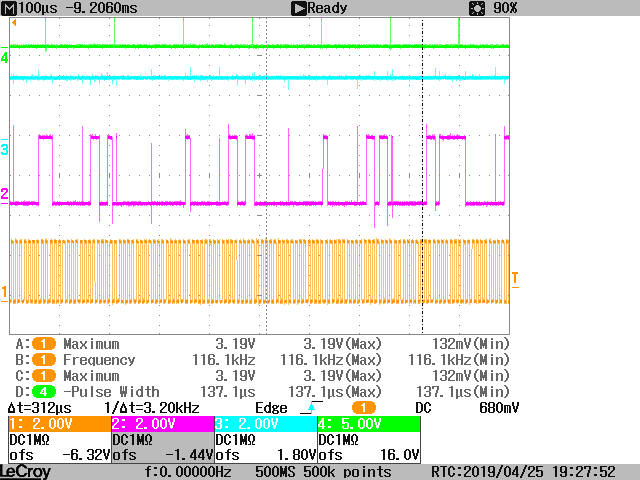 M 100µs -9.2060ms Ready 90%
4
3
2
1
T
A: 1 Maximum 3.19V 3.19V(Max) 132mV(Min)
B: 1 Frequency 116.1kHz 116.1kHz(Max) 116.1kHz(Min)
C: 1 Maximum 3.19V 3.19V(Max) 132mV(Min)
D: 4 -Pulse Width 137.1µs 137.1µs(Max) 137.1µs(Min)
Δt=312µs 1/Δt=3.20kHz Edge 1 DC 680mV
1: 2.00V 2: 2.00V 3: 2.00V 4: 5.00V
DC1MΩ DC1MΩ DC1MΩ DC1MΩ
ofs -6.32V ofs -1.44V ofs 1.80V ofs 16.0V
LeCroy f:0.00000Hz 500MS 500k points RTC:2019/04/25 19:27:52